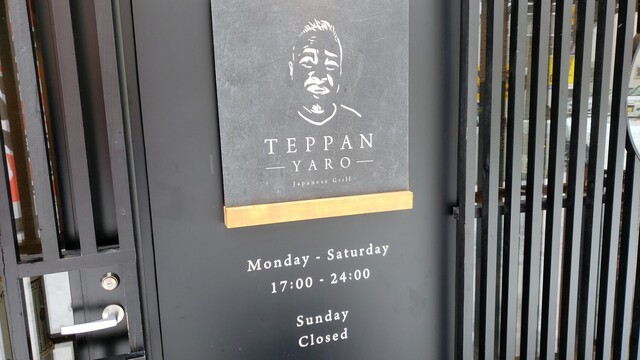 TEPPAN
YARO
Japanese Grill
Monday - Saturday
17:00 - 24:00
Sunday
Closed